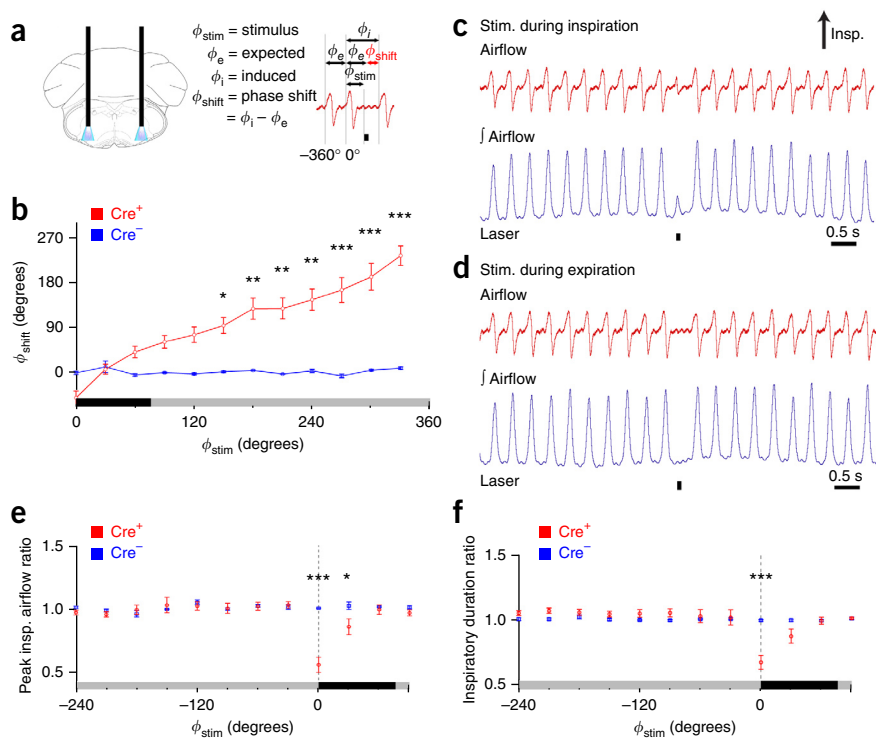 a
ϕstim = stimulus
ϕe = expected
ϕi = induced
ϕshift = phase shift
= ϕi − ϕe
ϕi
ϕe ϕe ϕshift
ϕstim
−360° 0°
b
Cre+
Cre−
ϕshift (degrees)
270
180
90
0
* ** ** ** *** *** ***
0 120 240 360
ϕstim (degrees)
c Stim. during inspiration
Insp.
Airflow
∫ Airflow
Laser
0.5 s
d Stim. during expiration
Airflow
∫ Airflow
Laser
0.5 s
e
Cre+
Cre−
Peak insp. airflow ratio
1.5
1.0
0.5
*** *
−240 −120 0
ϕstim (degrees)
f
Cre+
Cre−
Inspiratory duration ratio
1.5
1.0
0.5
***
−240 −120 0
ϕstim (degrees)